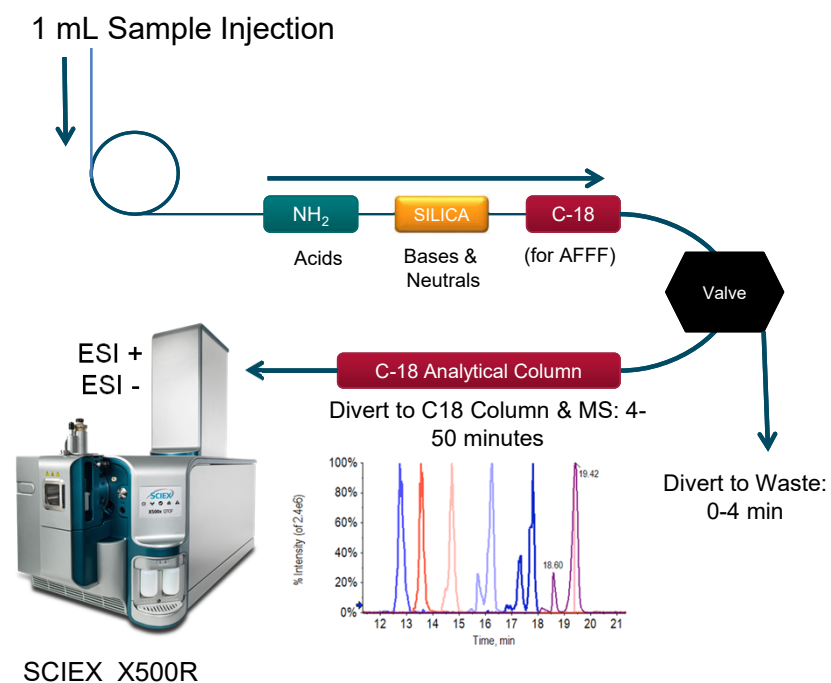 1 mL Sample Injection
NH2
SILICA
C-18
Acids
Bases &
Neutrals
(for AFFF)
Valve
ESI +
ESI -
C-18 Analytical Column
Divert to C18 Column & MS: 4-
50 minutes
Divert to Waste:
0-4 min
SCIEX
X500R QTOF
% Intensity (of 2.4e6)
100%
80%
60%
40%
20%
0%
19.42
18.60
12 13 14 15 16 17 18 19 20 21
Time, min
SCIEX X500R